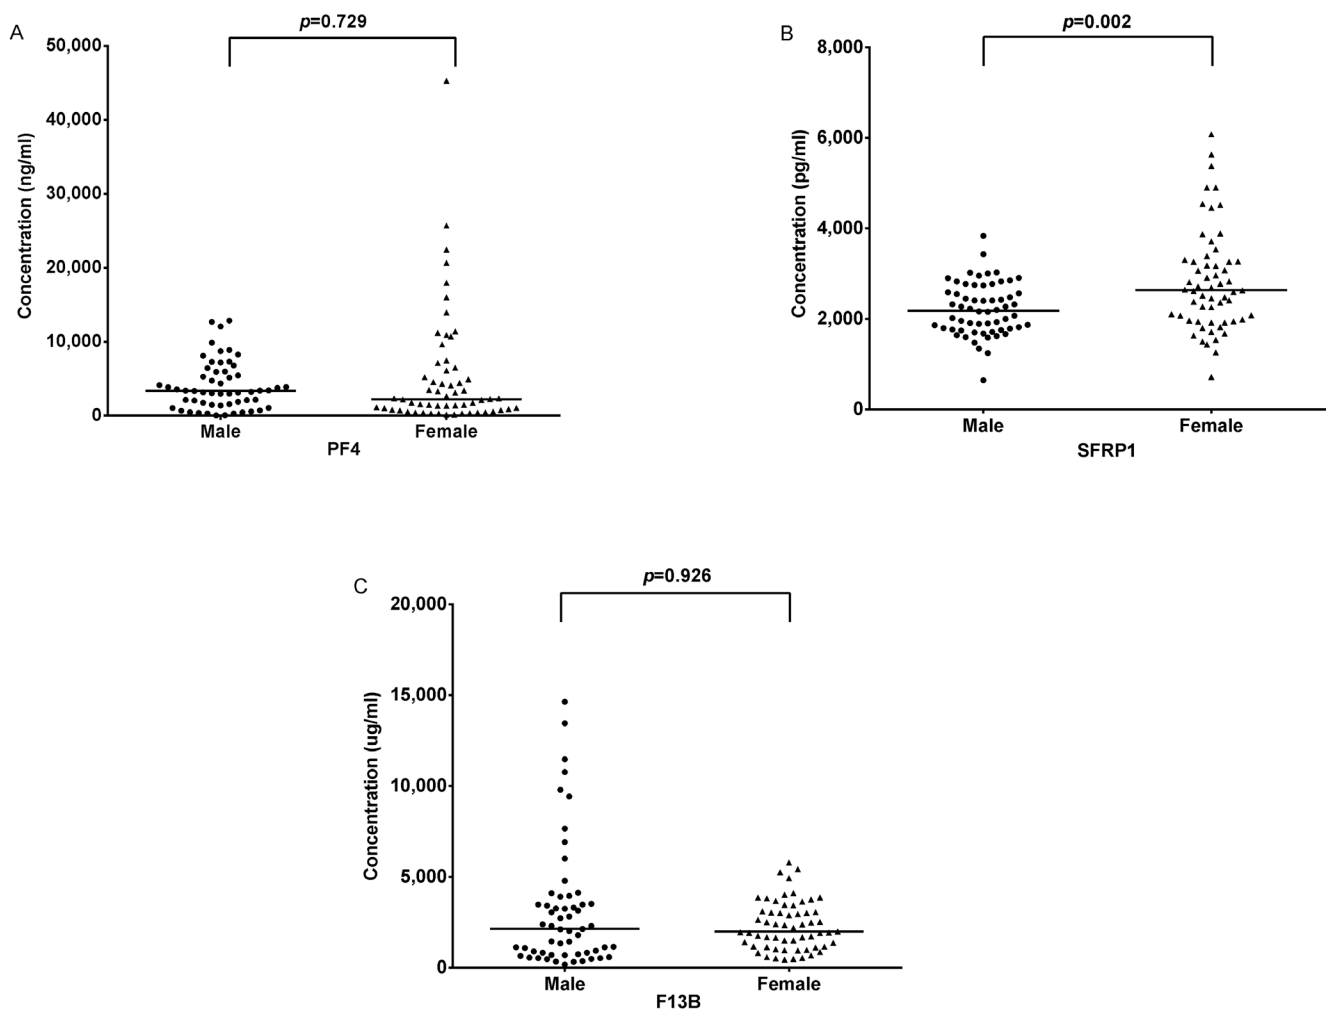 A
p=0.729
50,000
40,000
30,000
20,000
10,000
0
Concentration (ng/ml)
Male
Female
PF4
B
p=0.002
8,000
6,000
4,000
2,000
0
Concentration (pg/ml)
Male
Female
SFRP1
C
p=0.926
20,000
15,000
10,000
5,000
0
Concentration (ug/ml)
Male
Female
F13B